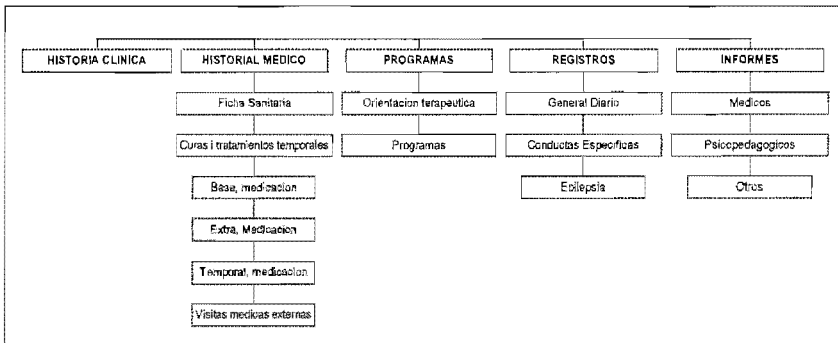 HISTORIA CLINICA
HISTORIAL MEDICO
PROGRAMAS
REGISTROS
INFORMES
Ficha Sanitaria
Orientacion terapeutica
General Diario
Medicos
Curas i tratamientos temporales
Programas
Conductas Especificas
Psicopedagogicos
Base, medicacion
Epilepsia
Otros
Extra, Medicacion
Temporal, medicacion
Visitas medicas externas